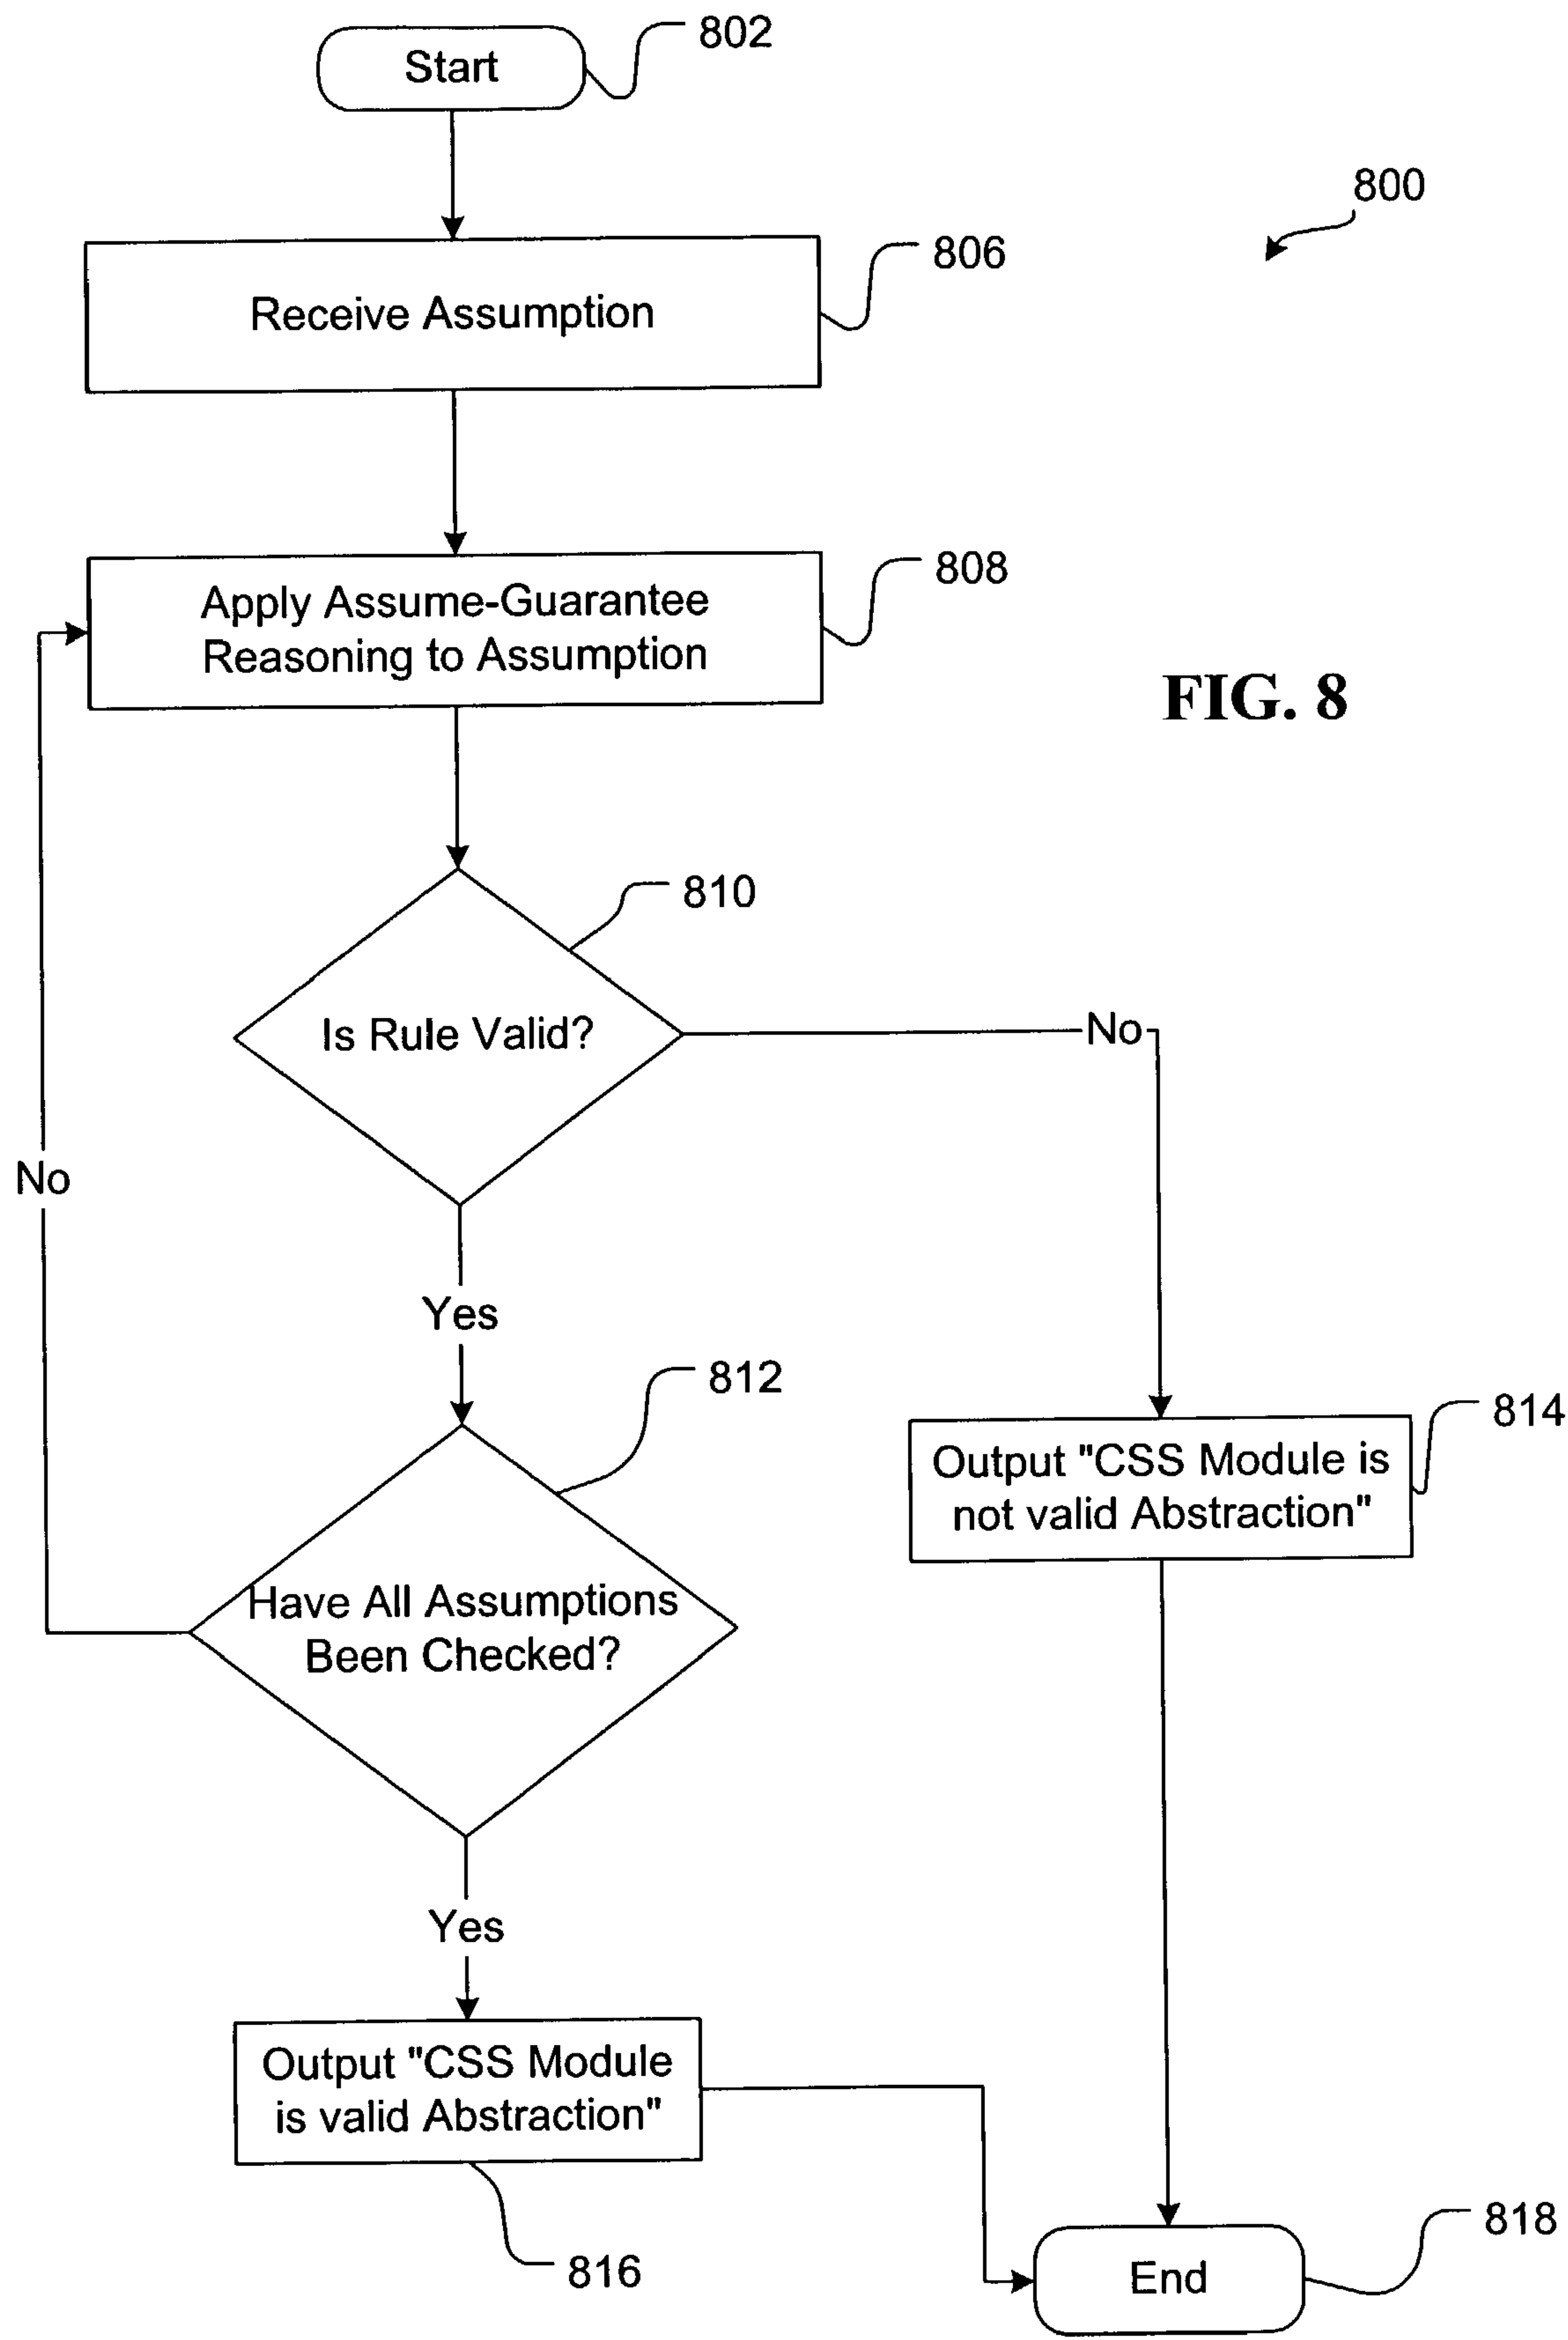 802
Start
800
806
Receive Assumption
808
Apply Assume-Guarantee
Reasoning to Assumption
FIG. 8
810
Is Rule Valid?
No
No
Yes
812
814
Output "CSS Module is
not valid Abstraction"
Have All Assumptions
Been Checked?
Yes
Output "CSS Module
is valid Abstraction"
816
818
End